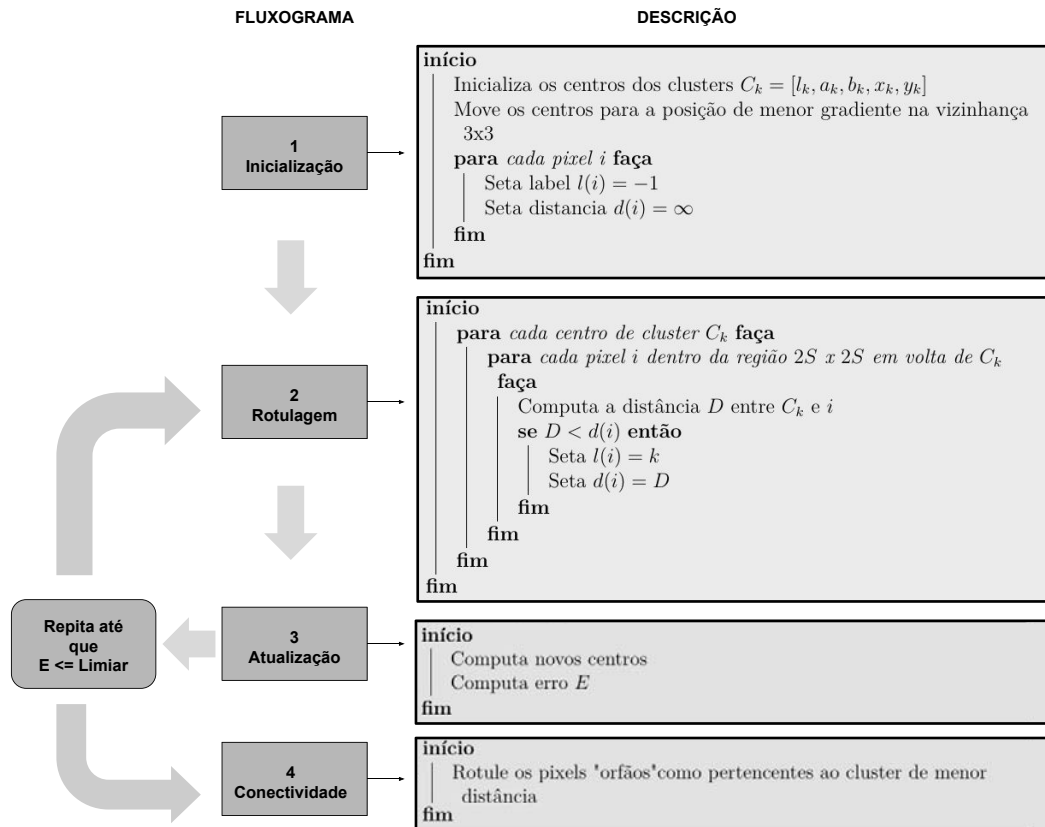 FLUXOGRAMA
DESCRIÇÃO
1
Inicialização
início
Inicializa os centros dos clusters $C_k = [l_k, a_k, b_k, x_k, y_k]$
Move os centros para a posição de menor gradiente na vizinhança
3x3
para cada pixel i faça
Seta label $l(i) = -1$
Seta distancia $d(i) = \infty$
fim
fim
2
Rotulagem
início
para cada centro de cluster $C_k$ faça
para cada pixel i dentro da região 2S x 2S em volta de $C_k$
faça
Computa a distância $D$ entre $C_k$ e $i$
se $D < d(i)$ então
Seta $l(i) = k$
Seta $d(i) = D$
fim
fim
fim
fim
Repita até
que
E <= Limiar
3
Atualização
início
Computa novos centros
Computa erro $E$
fim
4
Conectividade
início
Rotule os pixels "orfãos"como pertencentes ao cluster de menor
distância
fim